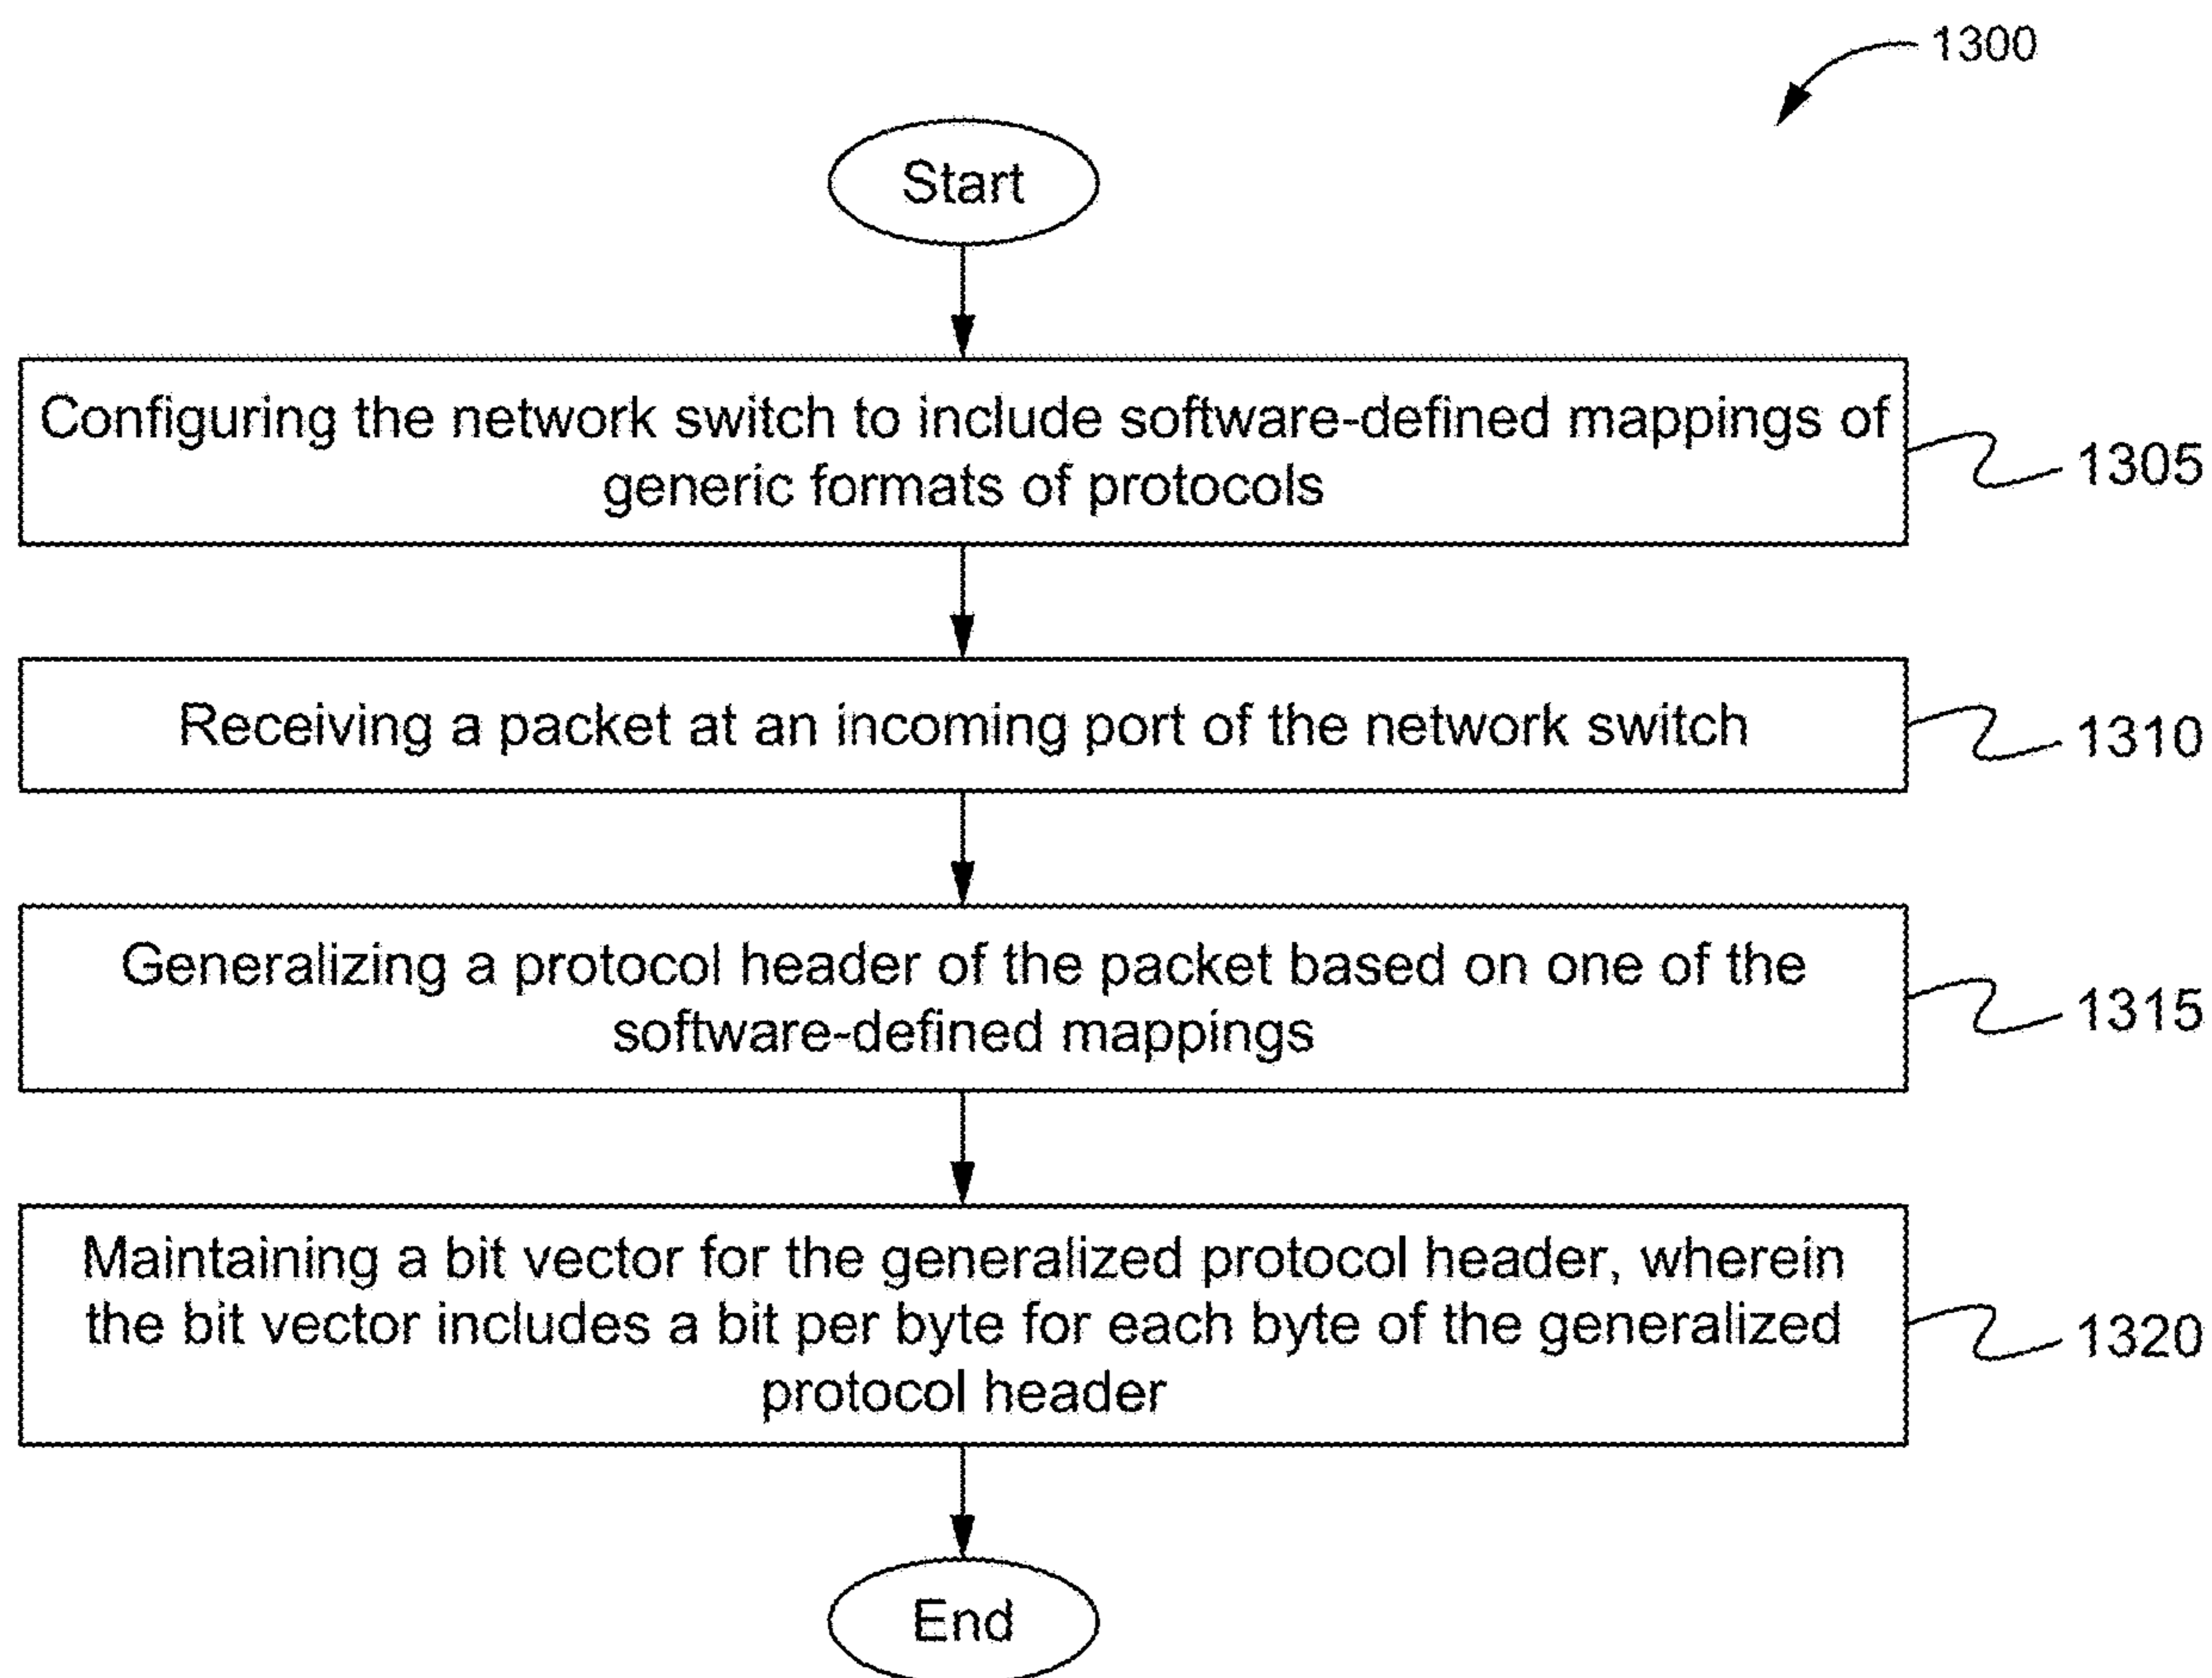 1300
Start
Configuring the network switch to include software-defined mappings of
generic formats of protocols
1305
Receiving a packet at an incoming port of the network switch
1310
Generalizing a protocol header of the packet based on one of the
software-defined mappings
1315
Maintaining a bit vector for the generalized protocol header, wherein
the bit vector includes a bit per byte for each byte of the generalized
protocol header
1320
End